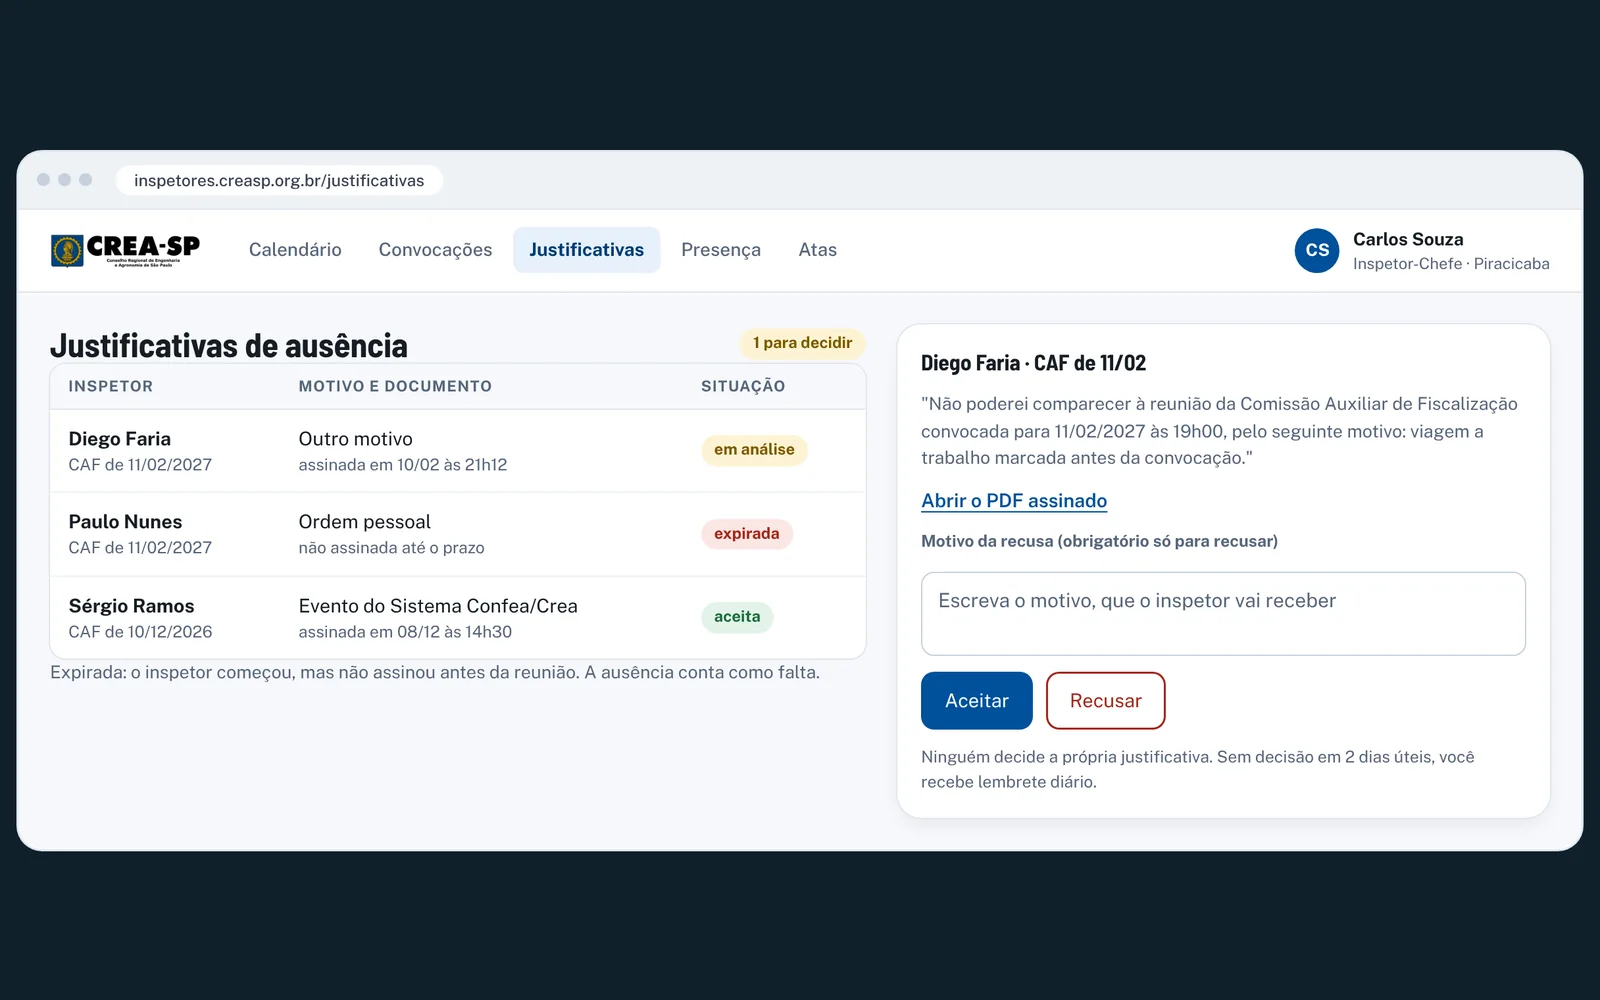 inspetores.creasp.org.br/justificativas
CREA-SP
Conselho Regional de Engenharia
e Agronomia de São Paulo
Calendário
Convocações
Justificativas
Presença
Atas
CS
Carlos Souza
Inspetor-Chefe · Piracicaba
Justificativas de ausência
1 para decidir
INSPETOR
MOTIVO E DOCUMENTO
SITUAÇÃO
Diego Faria
CAF de 11/02/2027
Outro motivo
assinada em 10/02 às 21h12
em análise
Paulo Nunes
CAF de 11/02/2027
Ordem pessoal
não assinada até o prazo
expirada
Sérgio Ramos
CAF de 10/12/2026
Evento do Sistema Confea/Crea
assinada em 08/12 às 14h30
aceita
Expirada: o inspetor começou, mas não assinou antes da reunião. A ausência conta como falta.
Diego Faria · CAF de 11/02
"Não poderei comparecer à reunião da Comissão Auxiliar de Fiscalização
convocada para 11/02/2027 às 19h00, pelo seguinte motivo: viagem a
trabalho marcada antes da convocação."
Abrir o PDF assinado
Motivo da recusa (obrigatório só para recusar)
Escreva o motivo, que o inspetor vai receber
Aceitar
Recusar
Ninguém decide a própria justificativa. Sem decisão em 2 dias úteis, você
recebe lembrete diário.